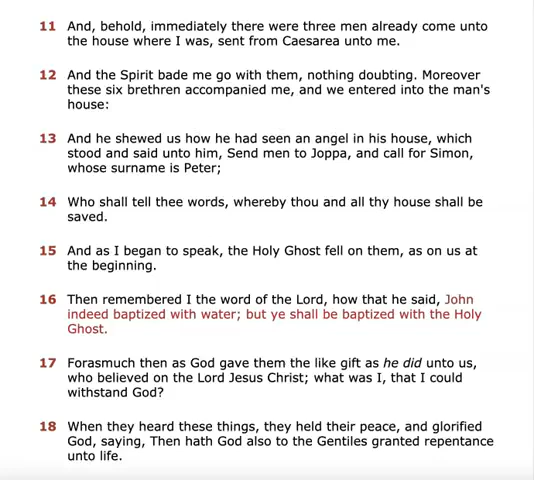 11 And, behold, immediately there were three men already come unto
the house where I was, sent from Caesarea unto me.
12 And the Spirit bade me go with them, nothing doubting. Moreover
these six brethren accompanied me, and we entered into the man's
house:
13 And he shewed us how he had seen an angel in his house, which
stood and said unto him, Send men to Joppa, and call for Simon,
whose surname is Peter;
14 Who shall tell thee words, whereby thou and all thy house shall be
saved.
15 And as I began to speak, the Holy Ghost fell on them, as on us at
the beginning.
16 Then remembered I the word of the Lord, how that he said, John
indeed baptized with water; but ye shall be baptized with the Holy
Ghost.
17 Forasmuch then as God gave them the like gift as he did unto us,
who believed on the Lord Jesus Christ; what was I, that I could
withstand God?
18 When they heard these things, they held their peace, and glorified
God, saying, Then hath God also to the Gentiles granted repentance
unto life.